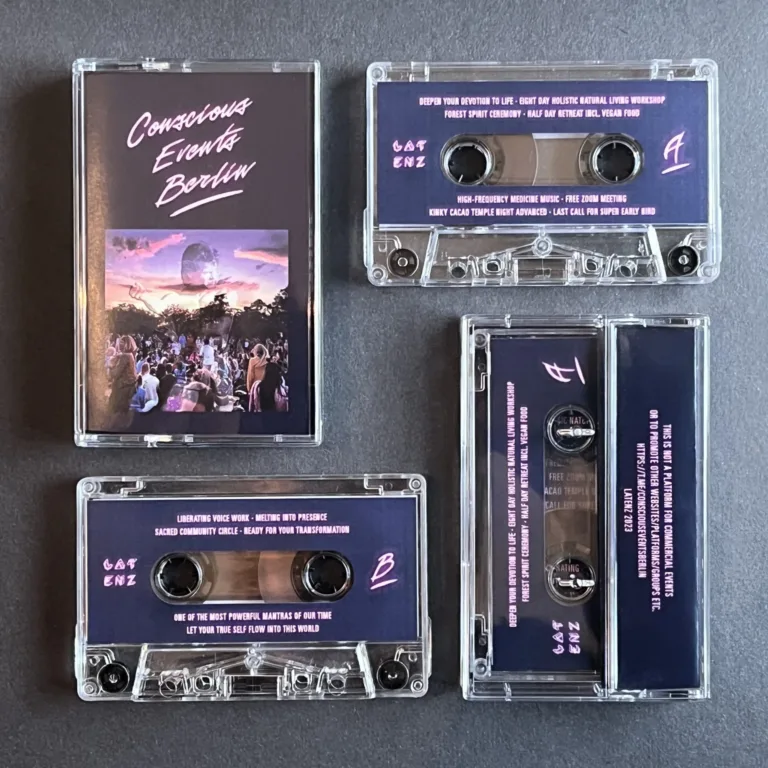 Conscious
Events
Berlin
DEEPEN YOUR DEVOTION TO LIFE - EIGHT DAY HOLISTIC NATURAL LIVING WORKSHOP
FOREST SPIRIT CEREMONY - HALF DAY RETREAT INCL. VEGAN FOOD
LAT
ENZ
A
HIGH-FREQUENCY MEDICINE MUSIC - FREE ZOOM MEETING
KINKY CACAO TEMPLE NIGHT ADVANCED - LAST CALL FOR SUPER EARLY BIRD
LIBERATING VOICE WORK - MELTING INTO PRESENCE
SACRED COMMUNITY CIRCLE - READY FOR YOUR TRANSFORMATION
LAT
ENZ
B
ONE OF THE MOST POWERFUL MANTRAS OF OUR TIME
LET YOUR TRUE SELF FLOW INTO THIS WORLD
A
DEEPEN YOUR DEVOTION TO LIFE - EIGHT DAY HOLISTIC NATURAL LIVING WORKSHOP
FOREST SPIRIT CEREMONY - HALF DAY RETREAT INCL. VEGAN FOOD
FREE ZOOM
TEMPLE
CALL FOR
LAT
ENZ
THIS IS NOT A PLATFORM FOR COMMERCIAL EVENTS
OR TO PROMOTE OTHER WEBSITES/PLATFORMS/GROUPS ETC.
HTTPS://T.ME/CONSCIOUSEVENTSBERLIN
LATENZ 2023